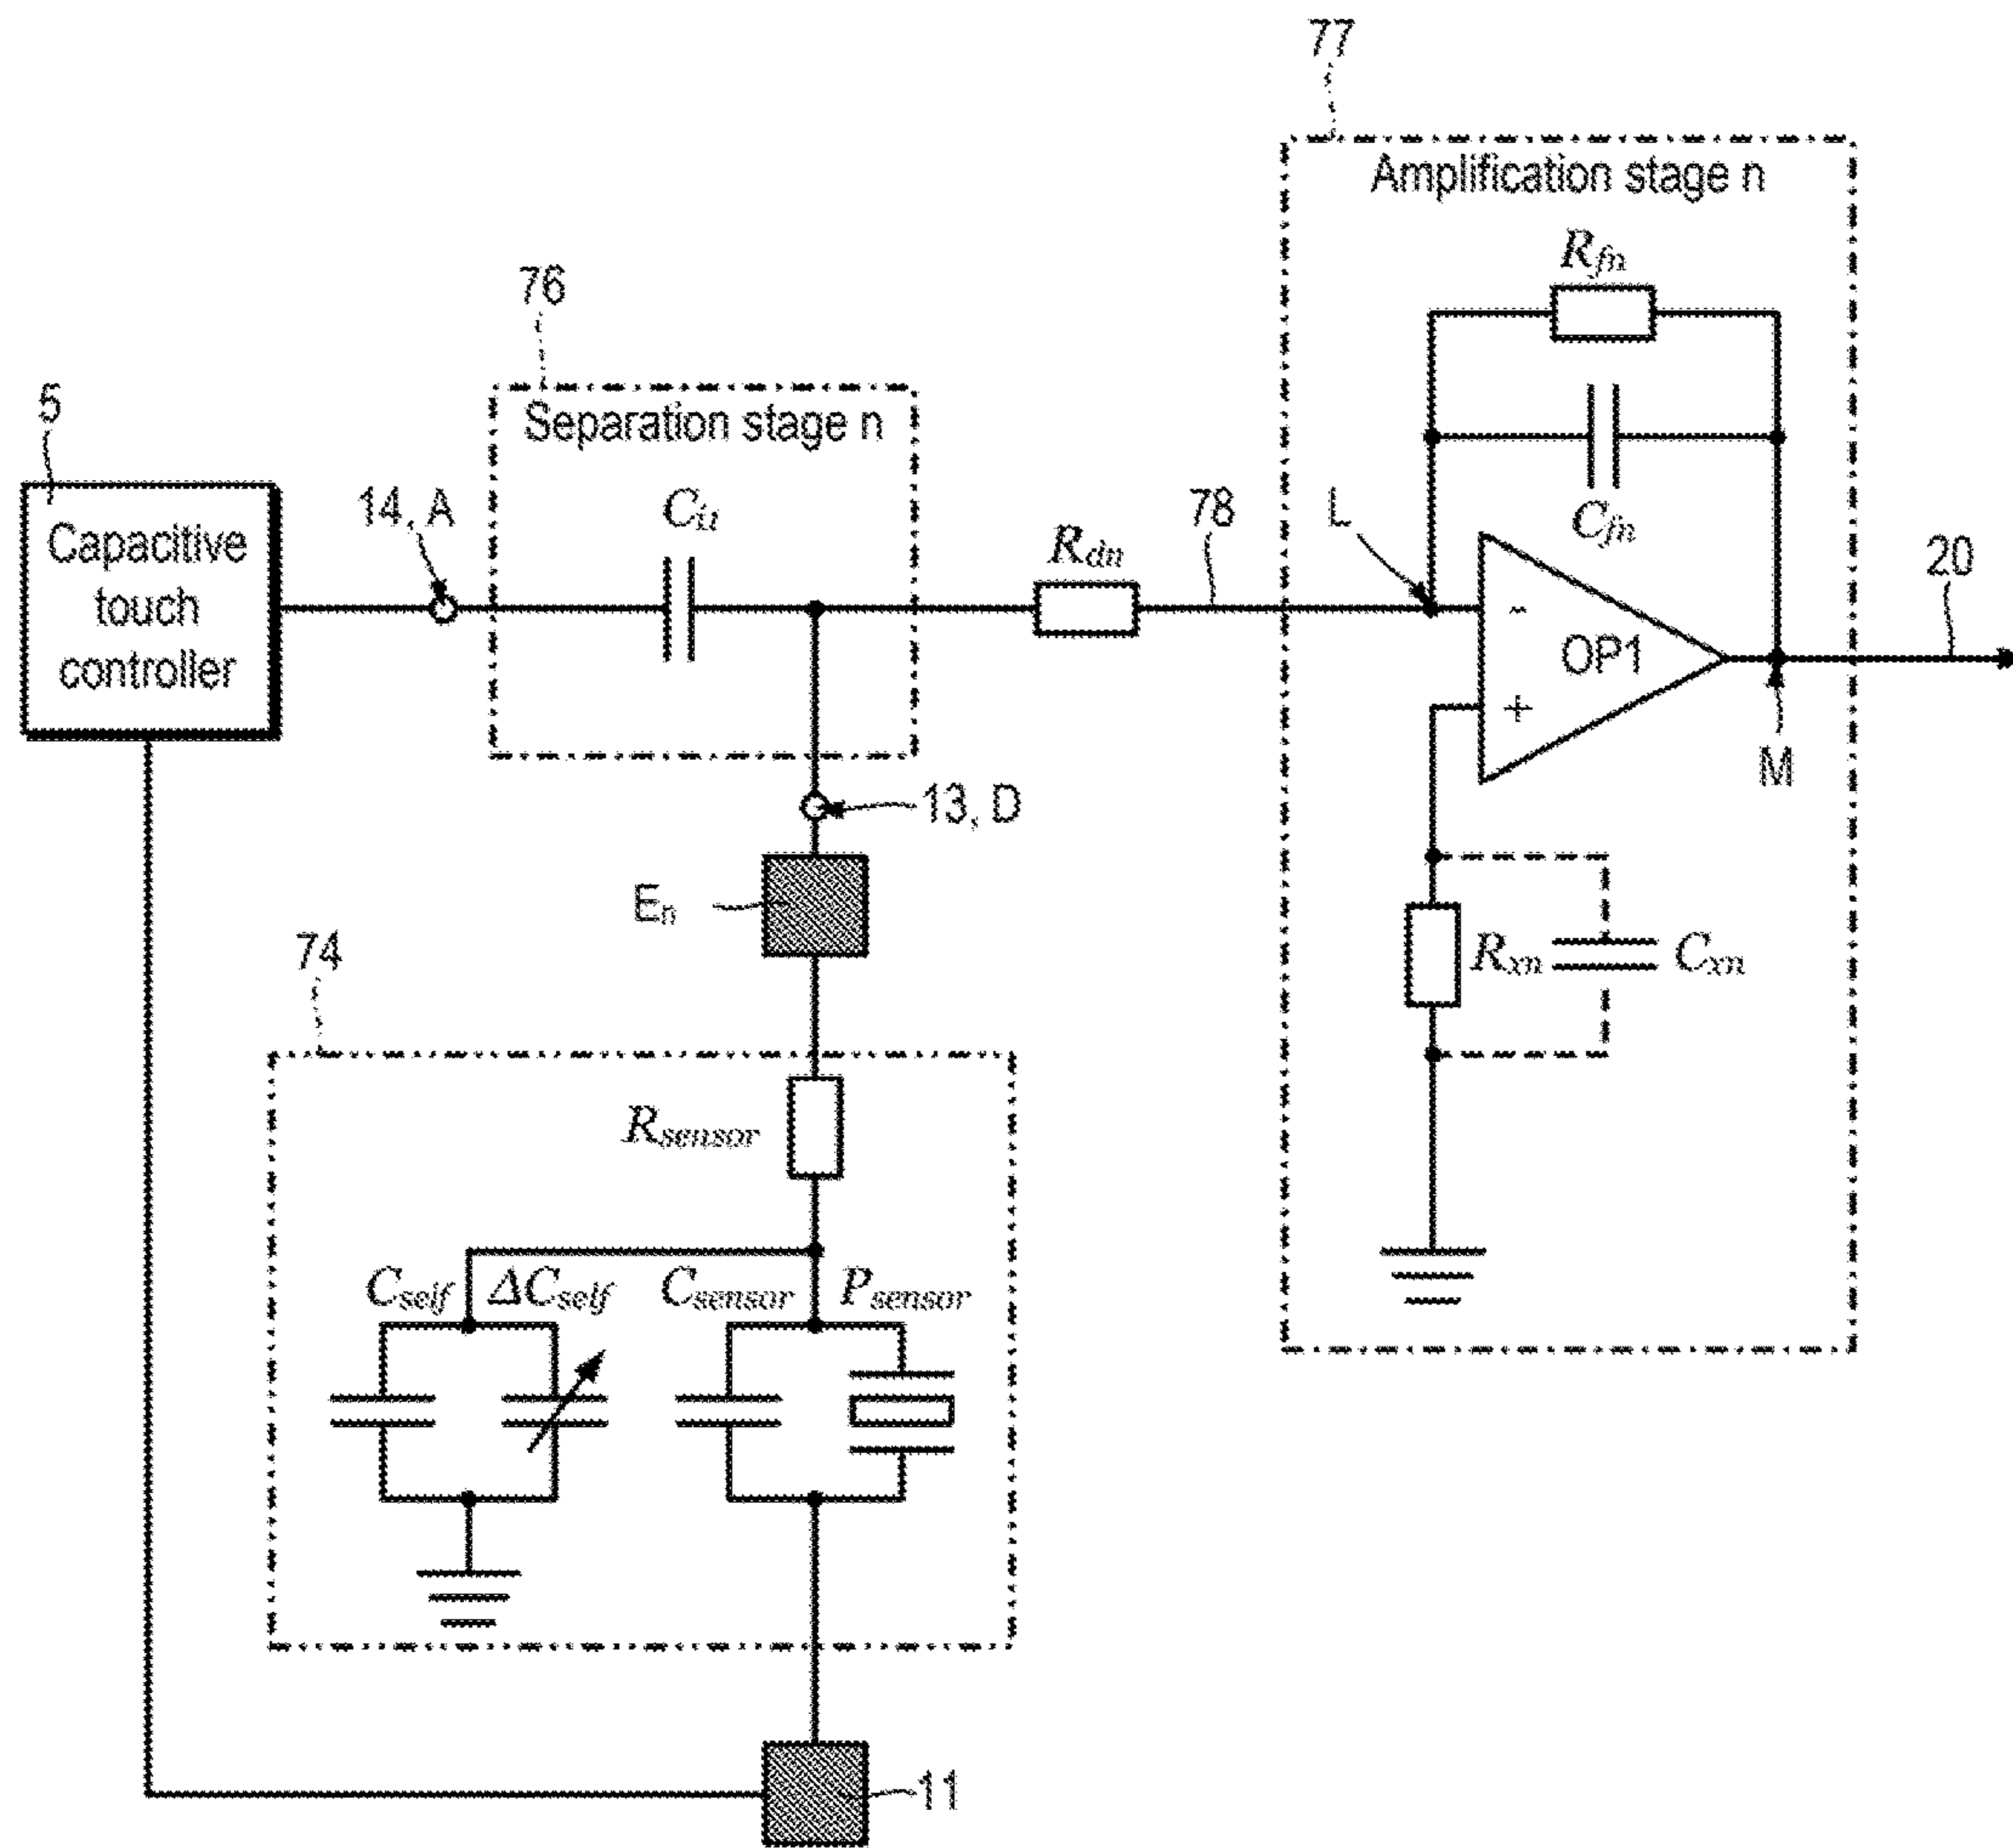 77
Amplification stage n
Rfn
76
Separation stage n
5
Capacitive
touch
controller
14, A
Rdn
78
L
Cfn
20
-
OP1
+
M
13, D
En
74
Rxn
Cxn
Rsensor
Cself
ΔCself
Csensor
Psensor
11